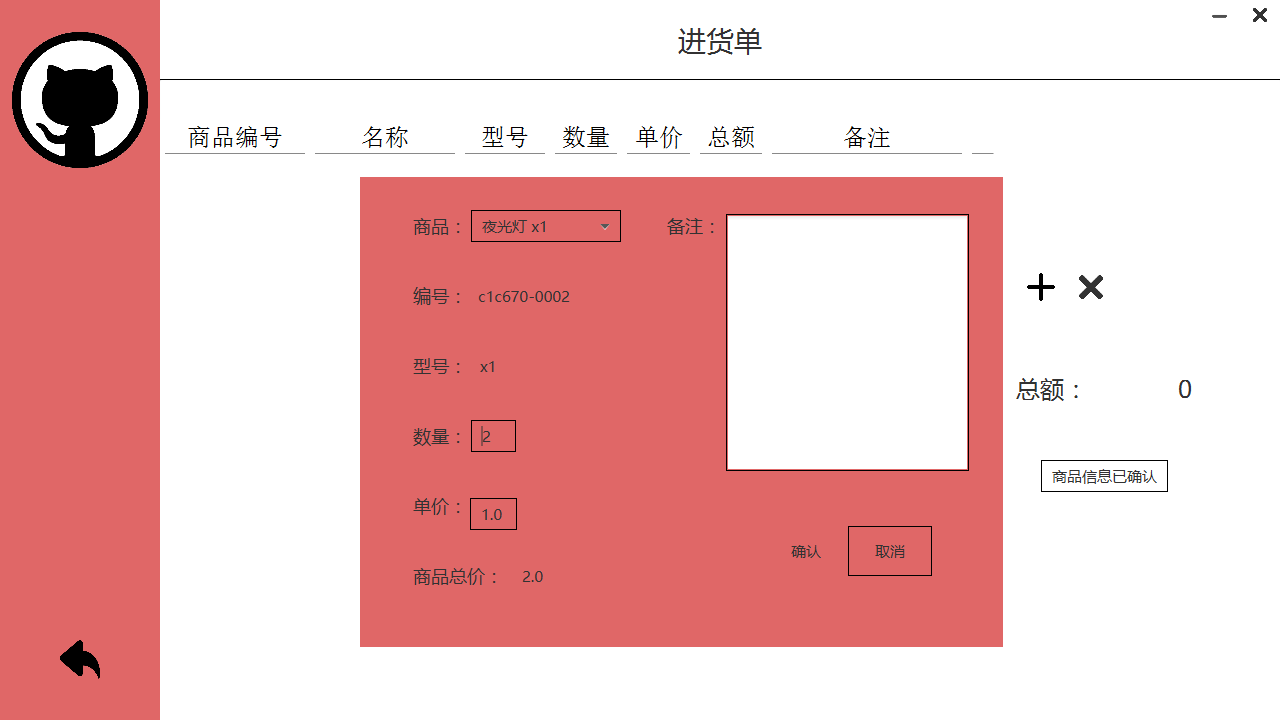 进货单
商品编号 名称 型号 数量 单价 总额 备注
商品： 夜光灯 x1 备注：
编号： c1c670-0002
型号： x1
总额： 0
数量： 2
商品信息已确认
单价： 1.0
确认 取消
商品总价： 2.0